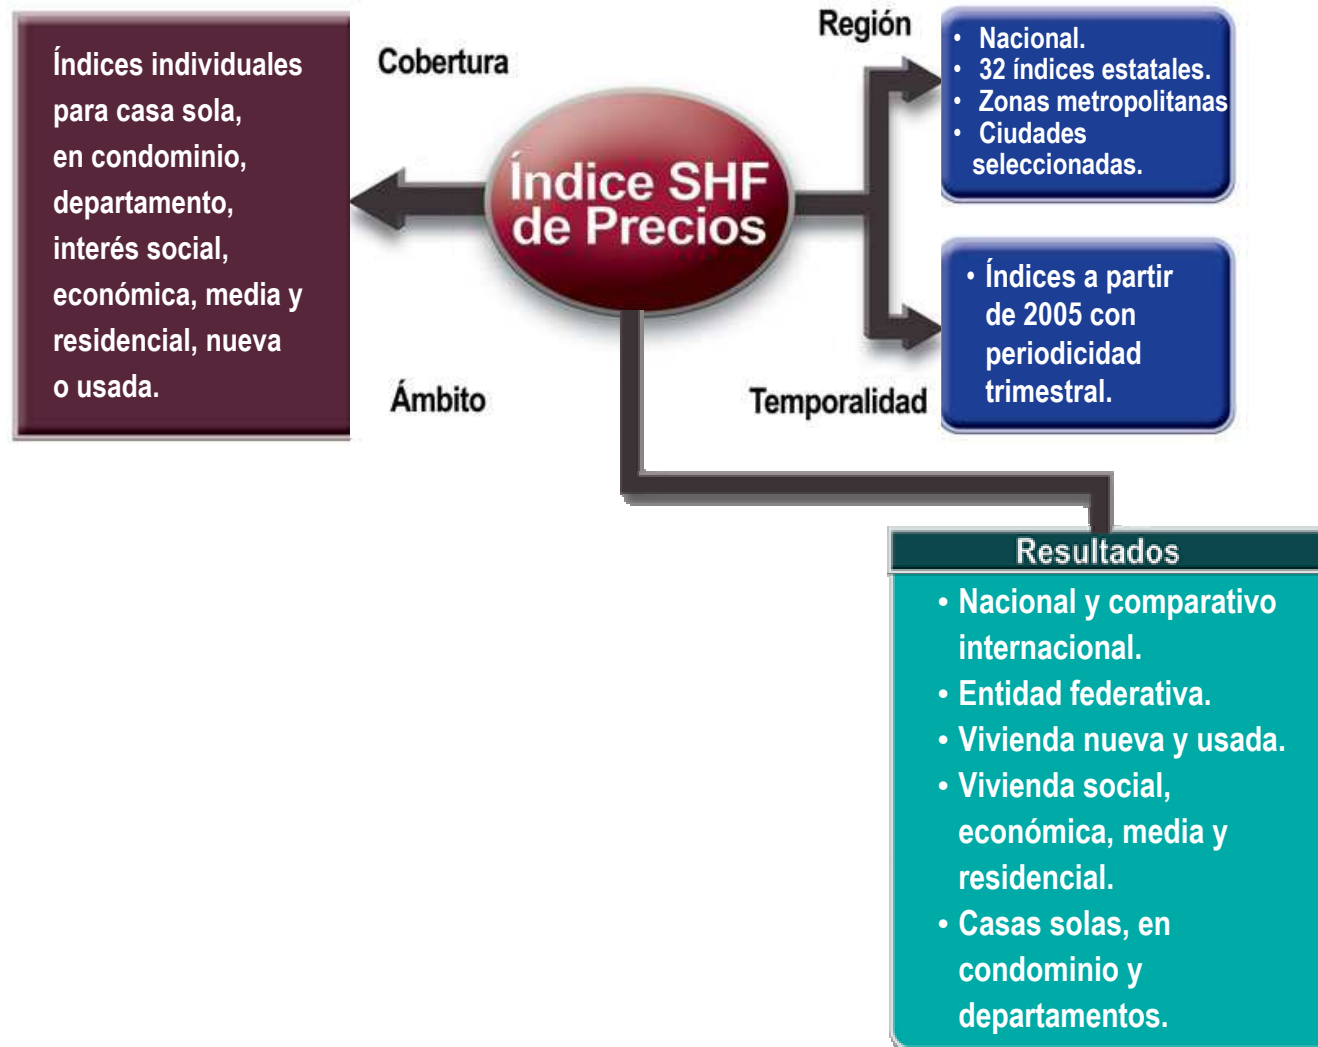 Índices individuales
para casa sola,
en condominio,
departamento,
interés social,
económica, media y
residencial, nueva
o usada.
Cobertura
Ámbito
Índice SHF
de Precios
Región
• Nacional.
• 32 índices estatales.
• Zonas metropolitanas
• Ciudades
seleccionadas.
Temporalidad
• Índices a partir
de 2005 con
periodicidad
trimestral.
Resultados
• Nacional y comparativo
internacional.
• Entidad federativa.
• Vivienda nueva y usada.
• Vivienda social,
económica, media y
residencial.
• Casas solas, en
condominio y
departamentos.